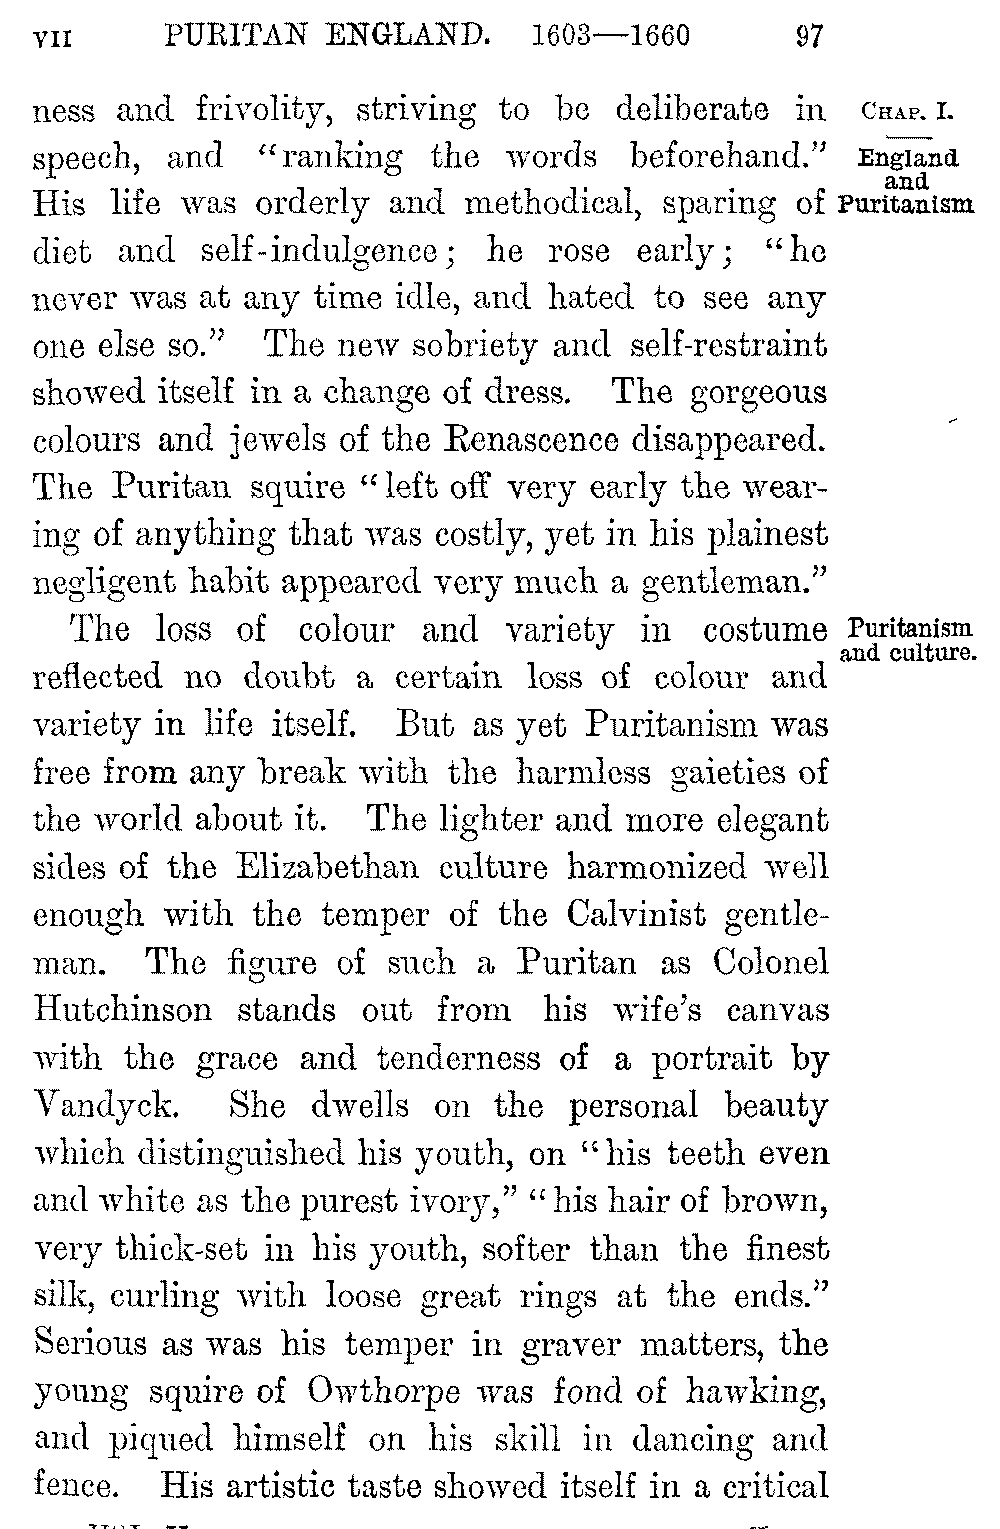 VII PURITAN ENGLAND. 1603—1660 97
ness and frivolity, striving to be deliberate in
speech, and "ranking the words beforehand."
His life was orderly and methodical, sparing of
diet and self-indulgence; he rose early; "he
never was at any time idle, and hated to see any
one else so." The new sobriety and self-restraint
showed itself in a change of dress. The gorgeous
colours and jewels of the Renascence disappeared.
The Puritan squire "left off very early the wear-
ing of anything that was costly, yet in his plainest
negligent habit appeared very much a gentleman."
The loss of colour and variety in costume
reflected no doubt a certain loss of colour and
variety in life itself. But as yet Puritanism was
free from any break with the harmless gaieties of
the world about it. The lighter and more elegant
sides of the Elizabethan culture harmonized well
enough with the temper of the Calvinist gentle-
man. The figure of such a Puritan as Colonel
Hutchinson stands out from his wife's canvas
with the grace and tenderness of a portrait by
Vandyck. She dwells on the personal beauty
which distinguished his youth, on "his teeth even
and white as the purest ivory," "his hair of brown,
very thick-set in his youth, softer than the finest
silk, curling with loose great rings at the ends."
Serious as was his temper in graver matters, the
young squire of Owthorpe was fond of hawking,
and piqued himself on his skill in dancing and
fence. His artistic taste showed itself in a critical
CHAP. I.
England
and
Puritanism
Puritanism
and culture.